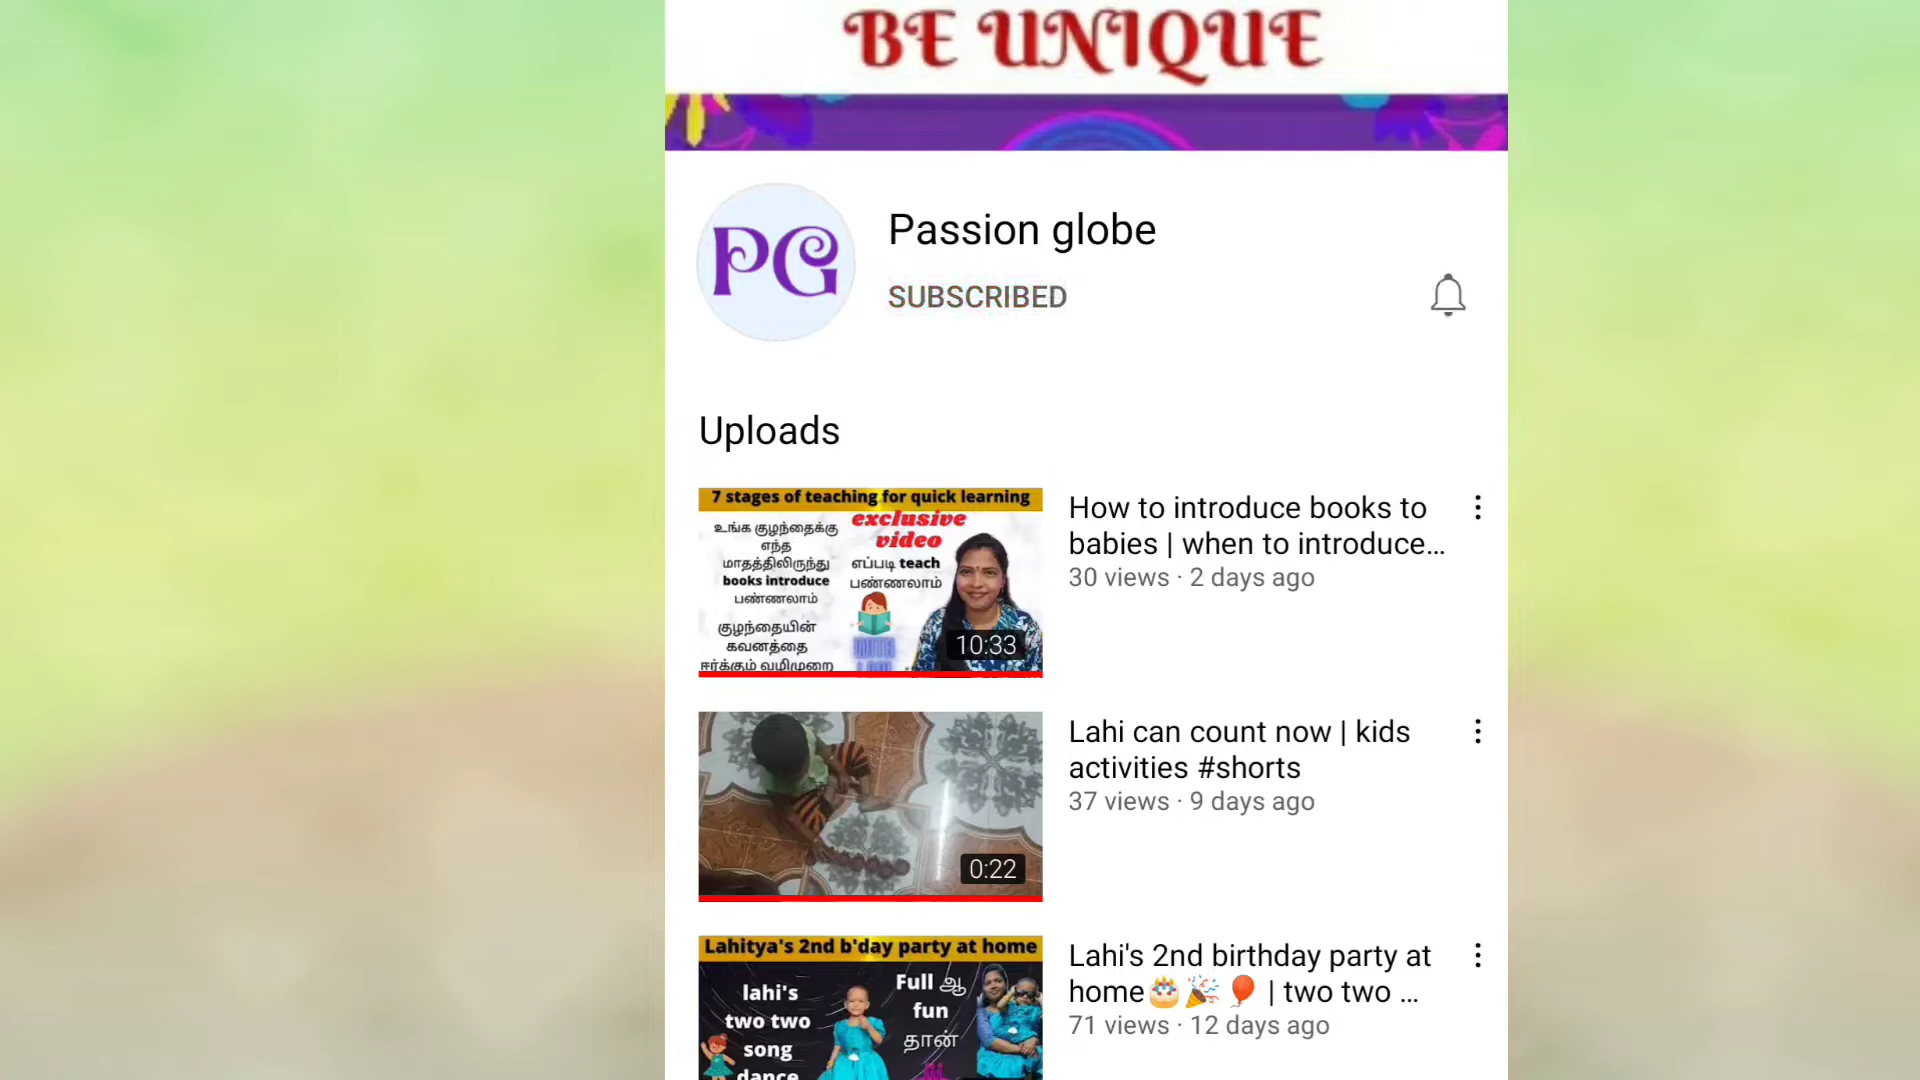 BE UNIQUE
PG
Passion globe
SUBSCRIBED
Uploads
7 stages of teaching for quick learning
உங்க குழந்தைக்கு
எந்த
மாதத்திலிருந்து
books introduce
பண்ணலாம்
குழந்தையின்
கவனத்தை
ஈர்க்கும் வழிமுறை
exclusive
video
எப்படி teach
பண்ணலாம்
WITH
10:33
How to introduce books to
babies | when to introduce...
30 views · 2 days ago
0:22
Lahi can count now | kids
activities #shorts
37 views · 9 days ago
Lahitya's 2nd b'day party at home
lahi's
two two
song
dance
Full ஆ
fun
தான்
Lahi's 2nd birthday party at
home🎂🎉🎈 | two two ...
71 views · 12 days ago